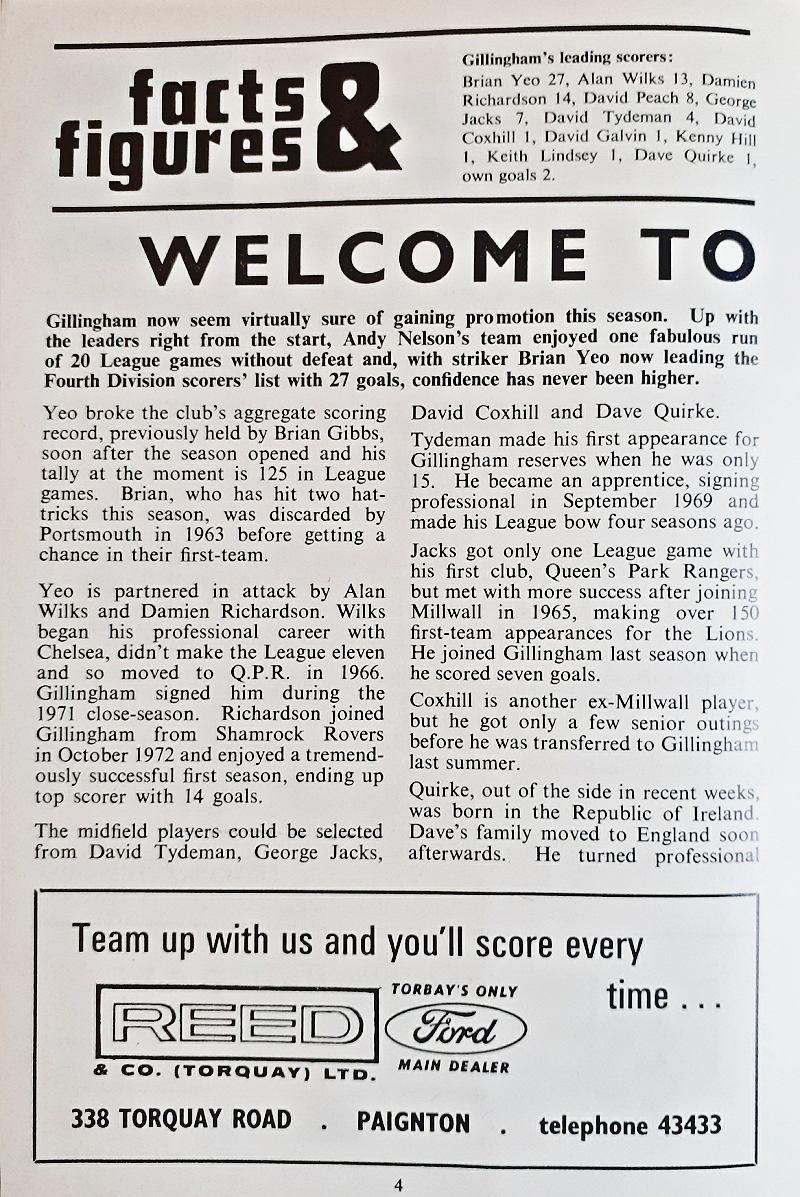 facts &
figures
Gillingham's leading scorers:
Brian Yeo 27, Alan Wilks 13, Damien
Richardson 14, David Peach 8, George
Jacks 7, David Tydeman 4, David
Coxhill 1, David Galvin 1, Kenny Hill
1, Keith Lindsey 1, Dave Quirke 1,
own goals 2.
WELCOME TO
Gillingham now seem virtually sure of gaining promotion this season. Up with
the leaders right from the start, Andy Nelson's team enjoyed one fabulous run
of 20 League games without defeat and, with striker Brian Yeo now leading the
Fourth Division scorers' list with 27 goals, confidence has never been higher.
Yeo broke the club's aggregate scoring
record, previously held by Brian Gibbs,
soon after the season opened and his
tally at the moment is 125 in League
games. Brian, who has hit two hat-
tricks this season, was discarded by
Portsmouth in 1963 before getting a
chance in their first-team.
Yeo is partnered in attack by Alan
Wilks and Damien Richardson. Wilks
began his professional career with
Chelsea, didn't make the League eleven
and so moved to Q.P.R. in 1966.
Gillingham signed him during the
1971 close-season. Richardson joined
Gillingham from Shamrock Rovers
in October 1972 and enjoyed a tremend-
ously successful first season, ending up
top scorer with 14 goals.
The midfield players could be selected
from David Tydeman, George Jacks,
David Coxhill and Dave Quirke.
Tydeman made his first appearance for
Gillingham reserves when he was only
15. He became an apprentice, signing
professional in September 1969 and
made his League bow four seasons ago.
Jacks got only one League game with
his first club, Queen's Park Rangers,
but met with more success after joining
Millwall in 1965, making over 150
first-team appearances for the Lions.
He joined Gillingham last season when
he scored seven goals.
Coxhill is another ex-Millwall player,
but he got only a few senior outings
before he was transferred to Gillingham
last summer.
Quirke, out of the side in recent weeks,
was born in the Republic of Ireland.
Dave's family moved to England soon
afterwards. He turned professional
Team up with us and you'll score every
time . . .
REED
& CO. (TORQUAY) LTD.
TORBAY'S ONLY
Ford
MAIN DEALER
338 TORQUAY ROAD . PAIGNTON . telephone 43433
4